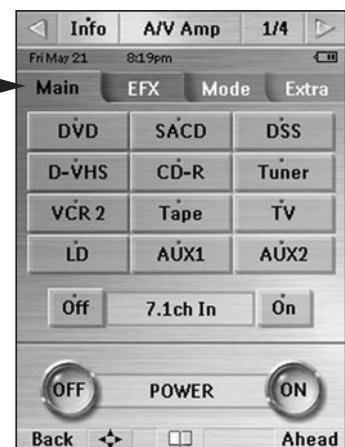 Info A/V Amp 1/4
Fri May 21 8:19pm
Main EFX Mode Extra
DVD SACD DSS
D-VHS CD-R Tuner
VCR 2 Tape TV
LD AUX1 AUX2
Off 7.1ch In On
OFF POWER ON
Back Ahead